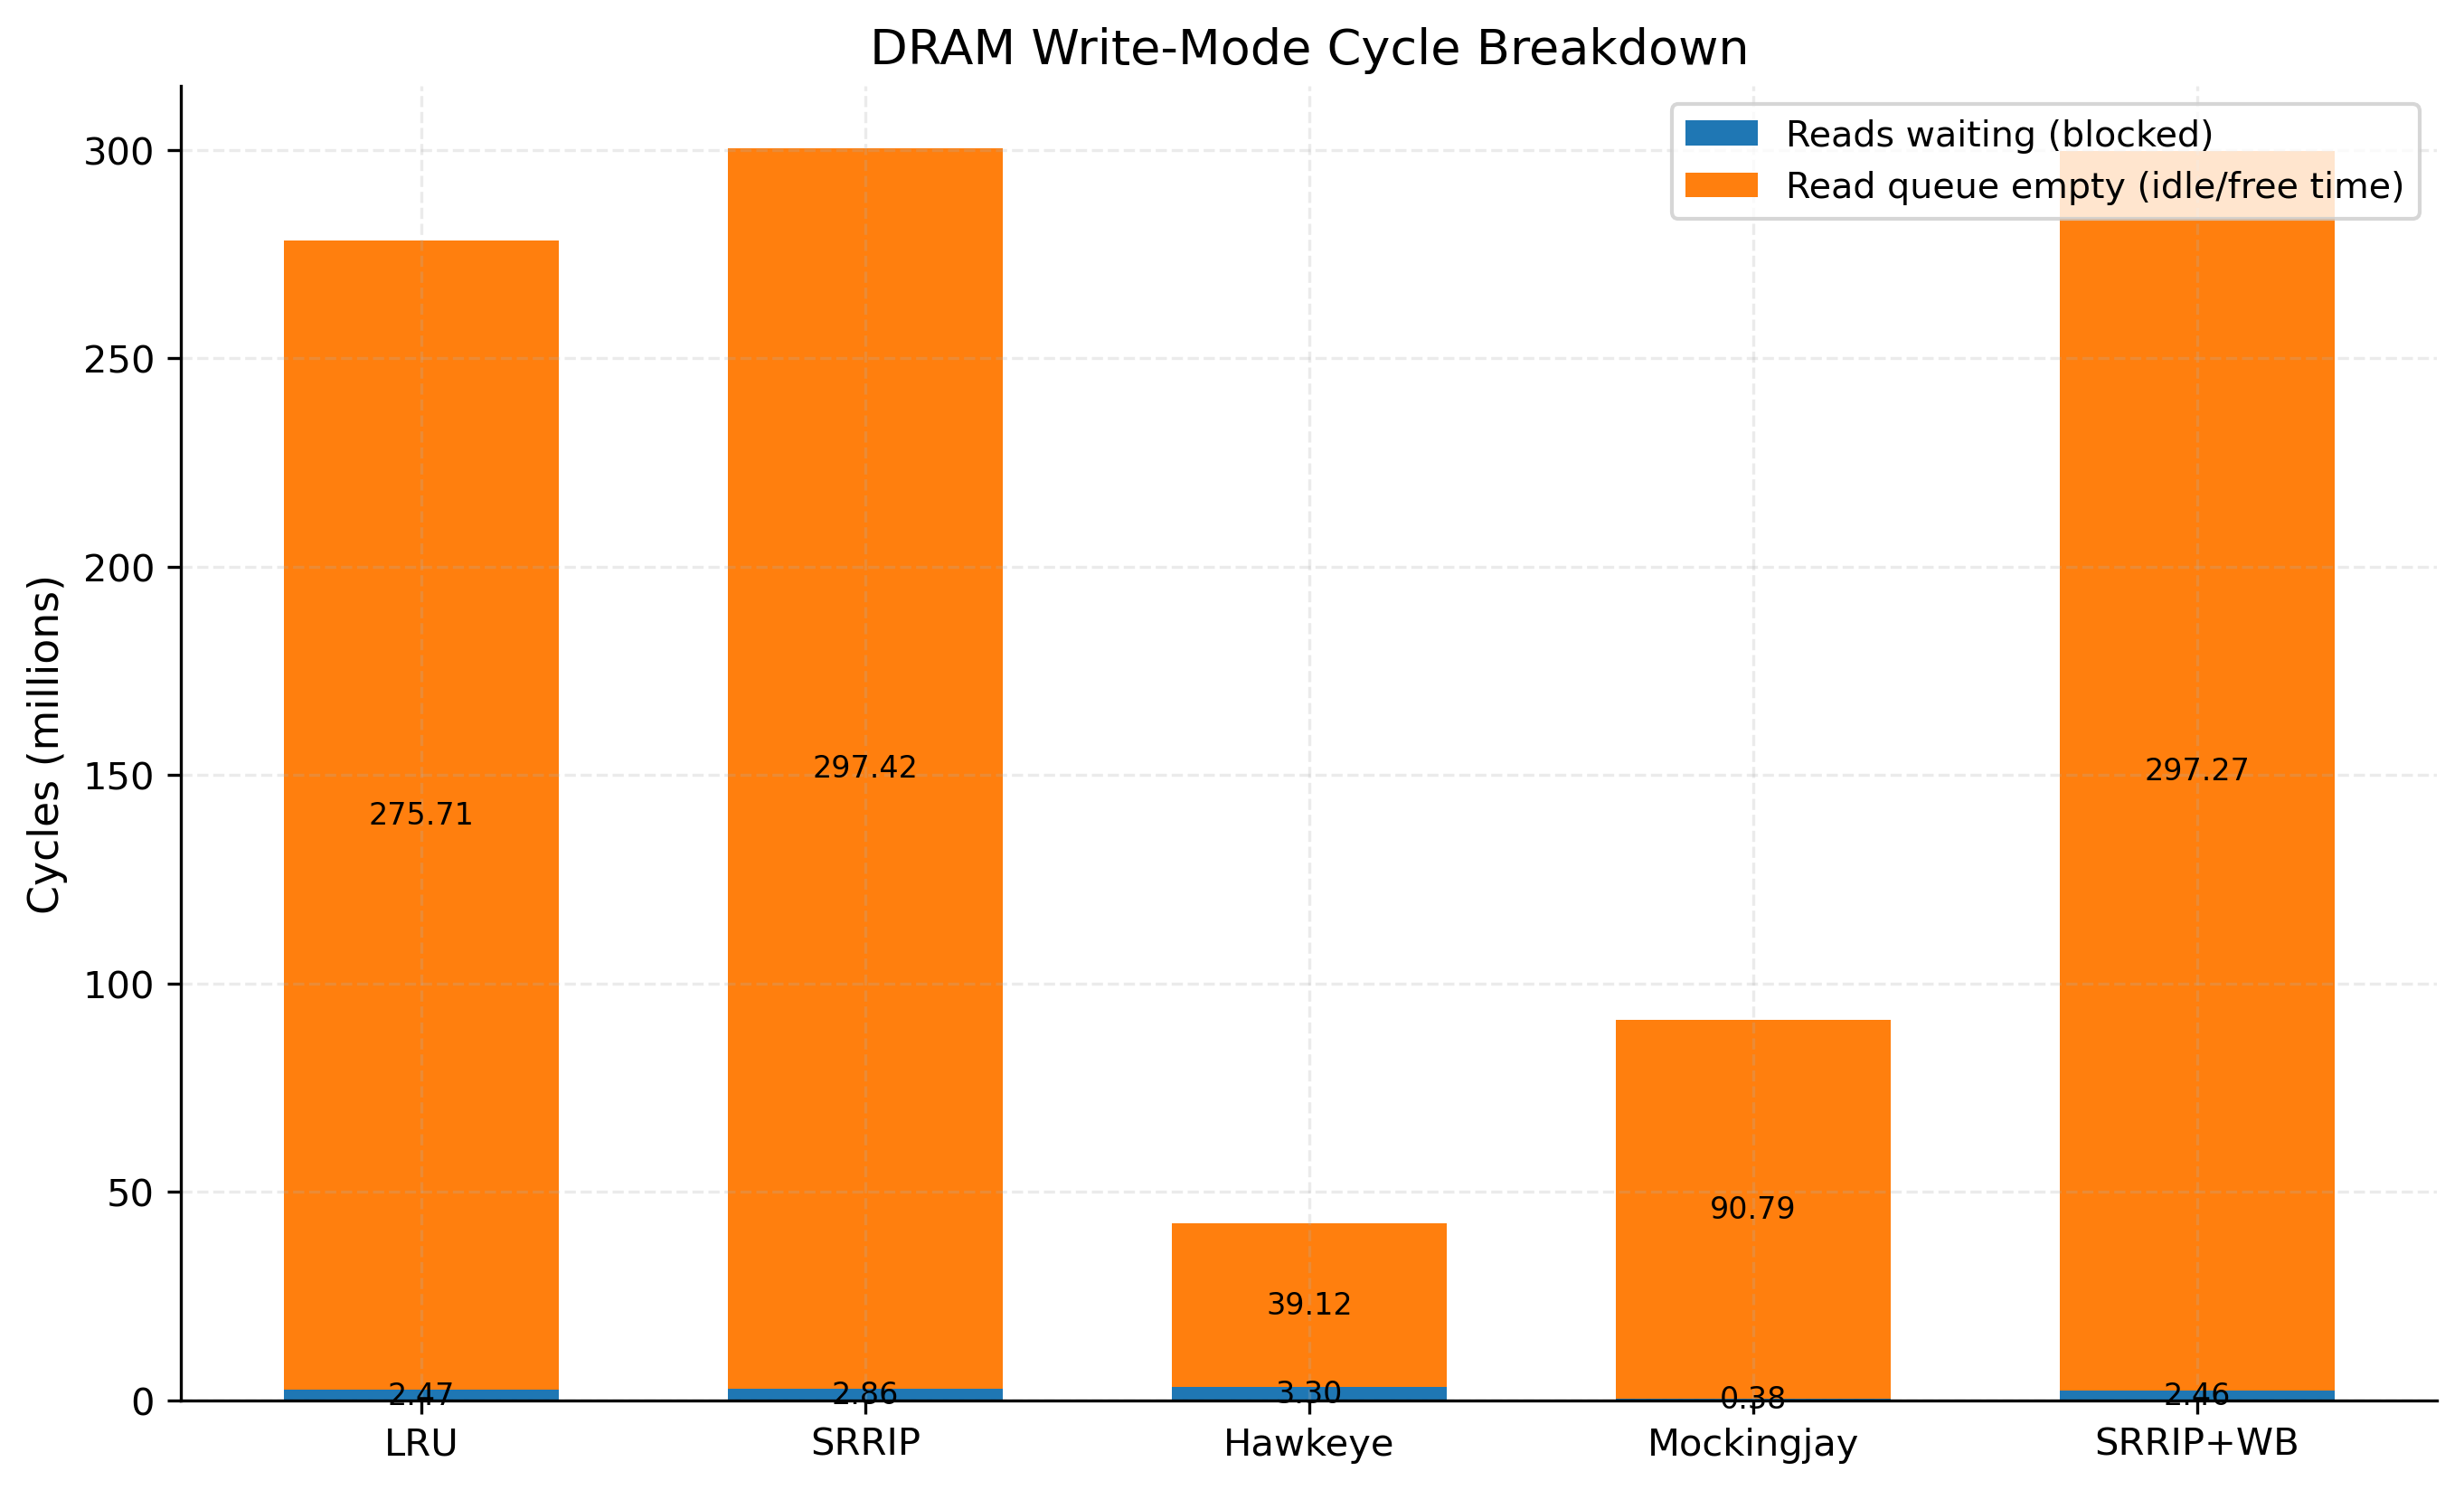 DRAM Write-Mode Cycle Breakdown
Reads waiting (blocked)
Read queue empty (idle/free time)
Cycles (millions)
300
250
200
150
100
50
0
275.71
297.42
39.12
90.79
297.27
2.47
2.86
3.30
0.38
2.46
LRU
SRRIP
Hawkeye
Mockingjay
SRRIP+WB